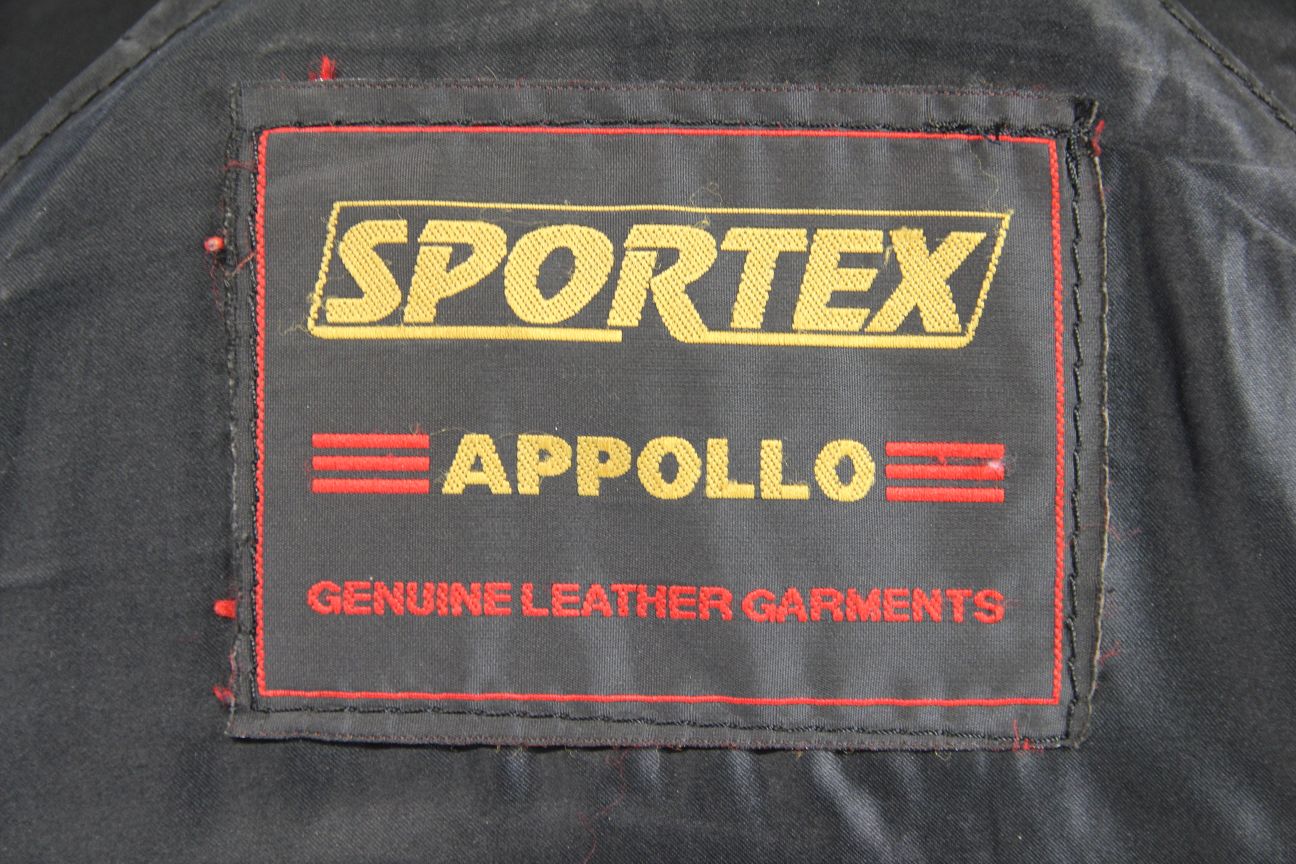 SPORTEX
APPOLLO
GENUINE LEATHER GARMENTS